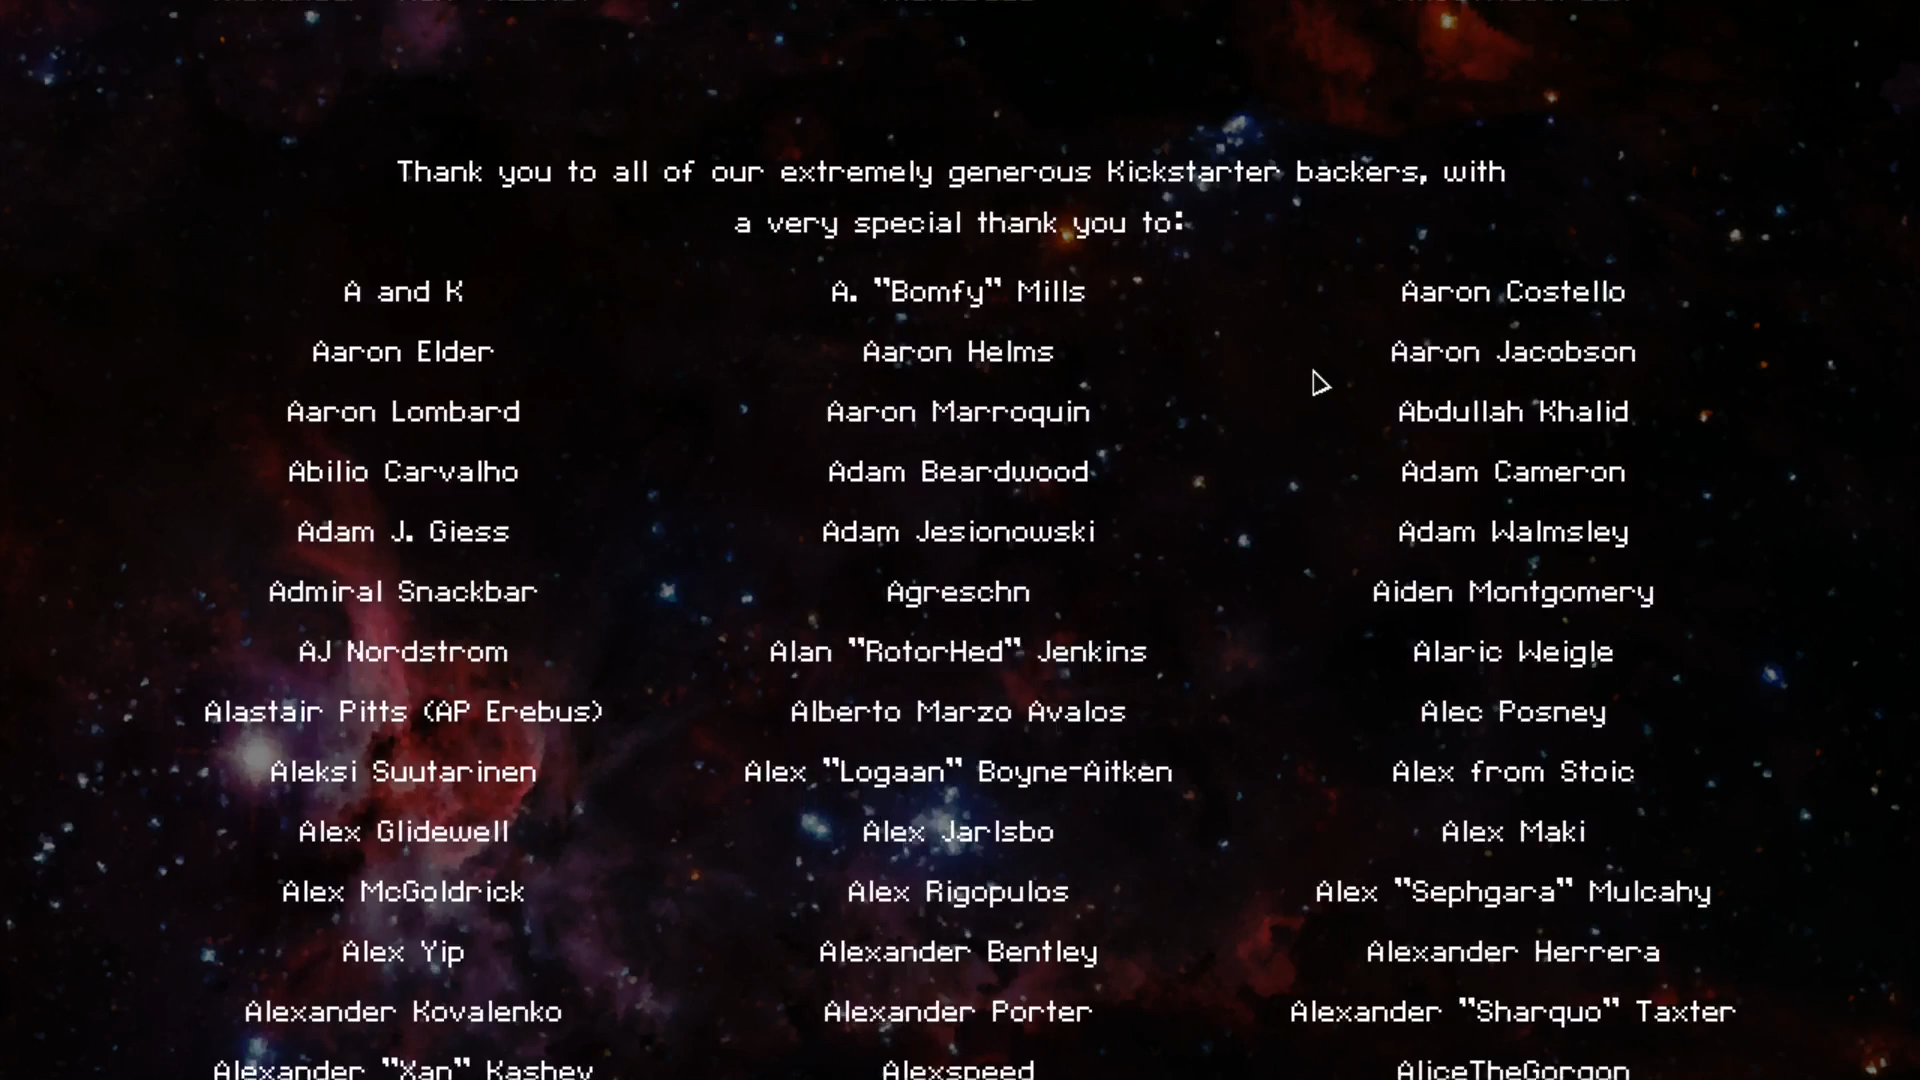 Thank you to all of our extremely generous Kickstarter backers, with
a very special thank you to:
A and K A. "Bomfy" Mills Aaron Costello
Aaron Elder Aaron Helms Aaron Jacobson
Aaron Lombard Aaron Marroquin Abdullah Khalid
Abilio Carvalho Adam Beardwood Adam Cameron
Adam J. Giess Adam Jesionowski Adam Walmsley
Admiral Snackbar Agreschn Aiden Montgomery
AJ Nordstrom Alan "RotorHed" Jenkins Alaric Weigle
Alastair Pitts (AP Erebus) Alberto Marzo Avalos Alec Posney
Aleksi Suutarinen Alex "Logaan" Boyne-Aitken Alex from Stoic
Alex Glidewell Alex Jarlsbo Alex Maki
Alex McGoldrick Alex Rigopulos Alex "Sephgara" Mulcahy
Alex Yip Alexander Bentley Alexander Herrera
Alexander Kovalenko Alexander Porter Alexander "Sharquo" Taxter
Alexander "Xan" Kashev Alexspeed AliceTheGorgon